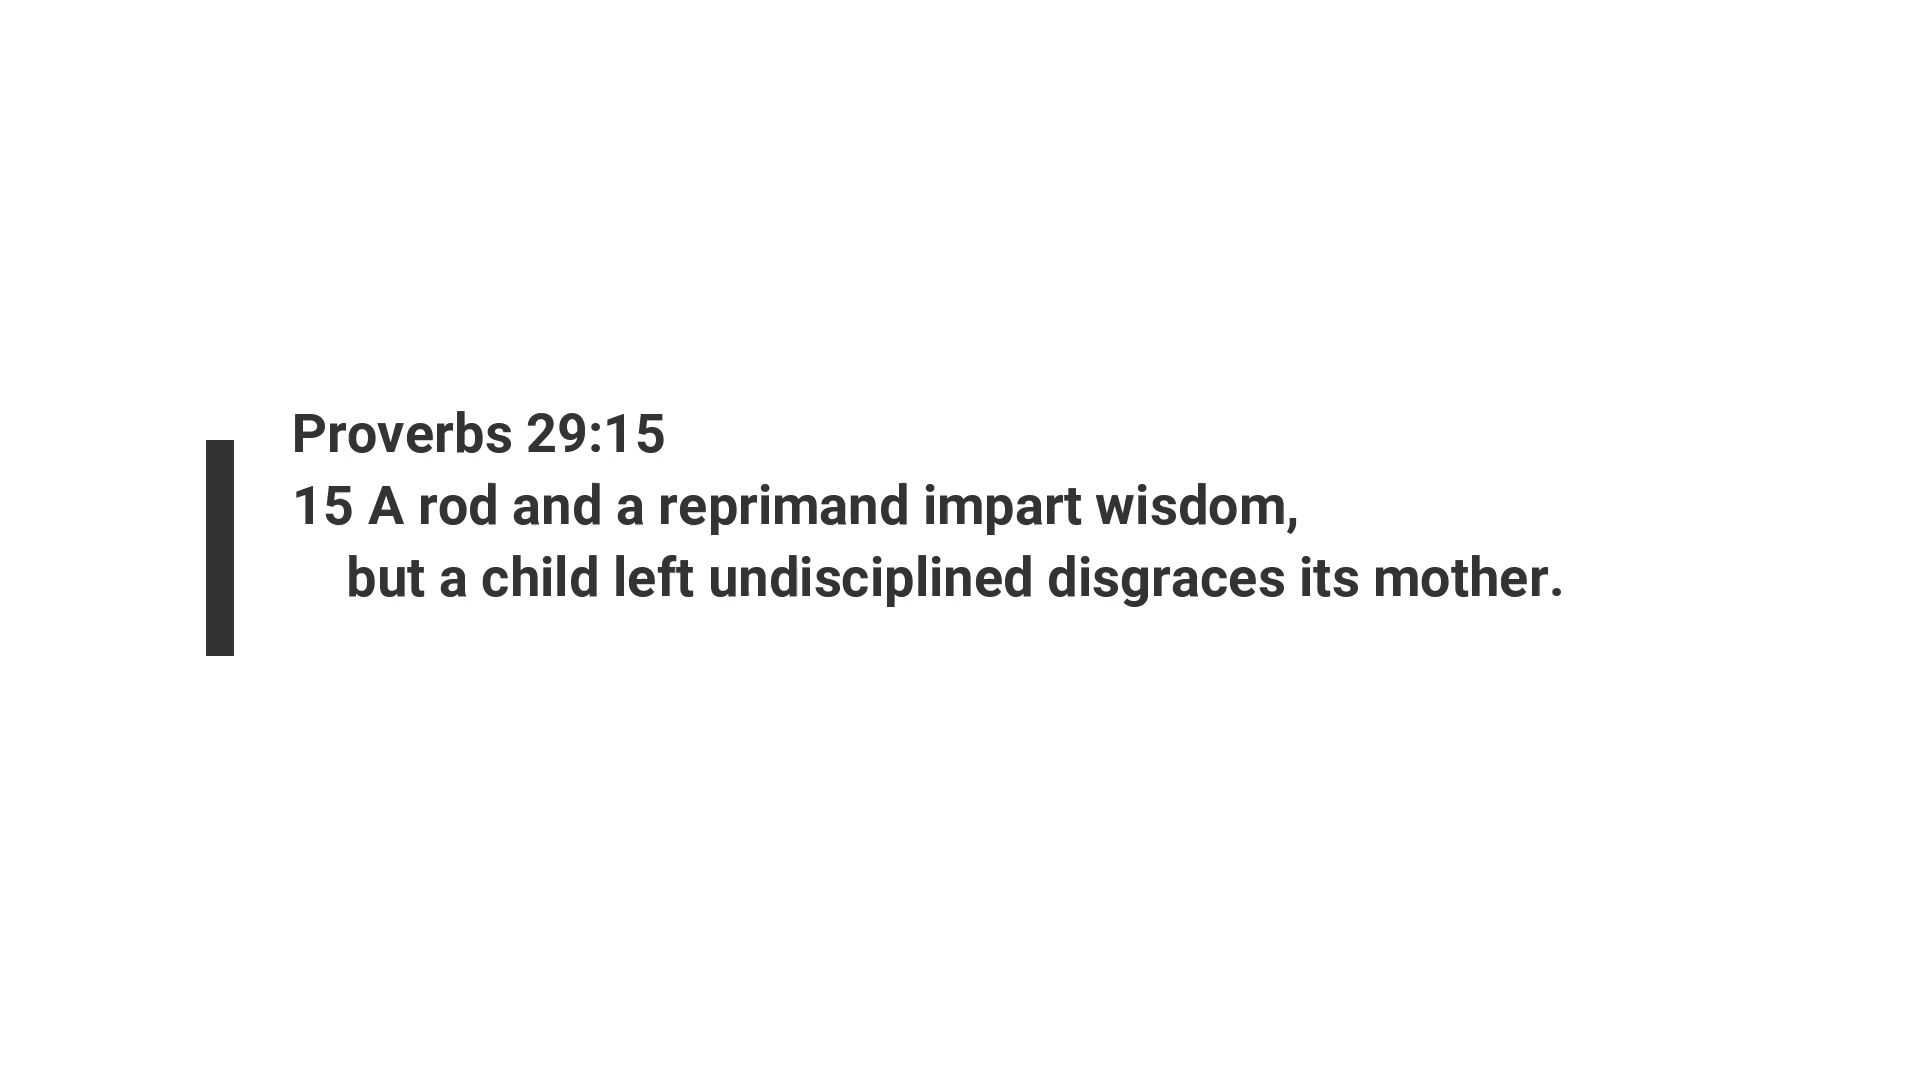 Proverbs 29:15
15 A rod and a reprimand impart wisdom,
but a child left undisciplined disgraces its mother.